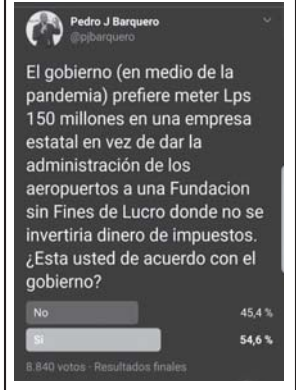 Pedro J Barquero
@pjbarquero
El gobierno (en medio de la
pandemia) prefiere meter Lps
150 millones en una empresa
estatal en vez de dar la
administración de los
aeropuertos a una Fundacion
sin Fines de Lucro donde no se
invertiria dinero de impuestos.
¿Esta usted de acuerdo con el
gobierno?
No 45,4 %
Si 54,6 %
8.840 votos · Resultados finales